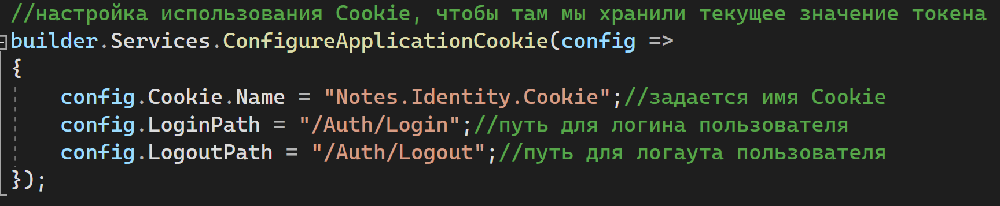 //настройка использования Cookie, чтобы там мы хранили текущее значение токена
builder.Services.ConfigureApplicationCookie(config =>
{
    config.Cookie.Name = "Notes.Identity.Cookie";//задается имя Cookie
    config.LoginPath = "/Auth/Login";//путь для логина пользователя
    config.LogoutPath = "/Auth/Logout";//путь для логаута пользователя
});